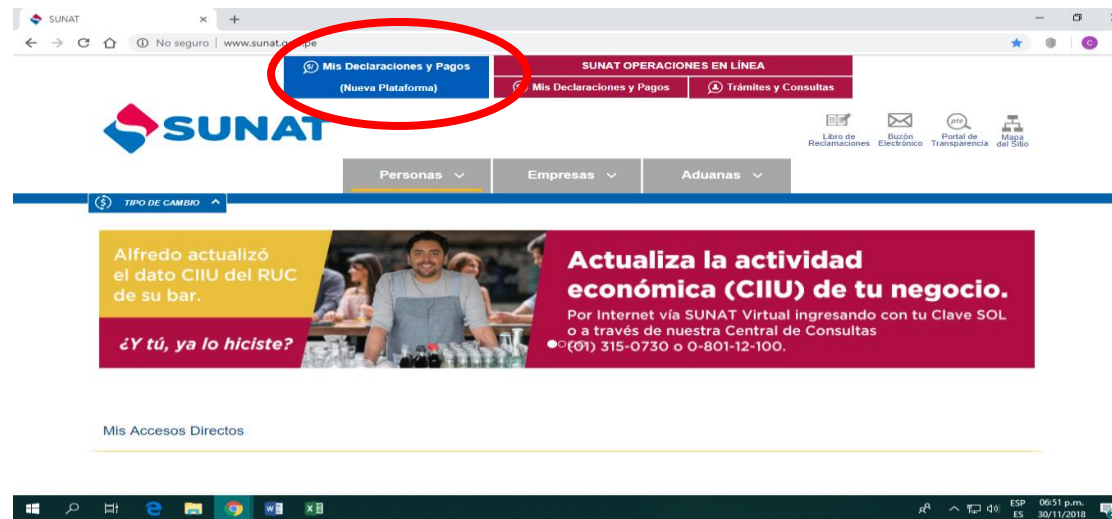 SUNAT
No seguro | www.sunat.
pe
Mis Declaraciones y Pagos
(Nueva Plataforma)
SUNAT OPERACIONES EN LÍNEA
Mis Declaraciones y Pagos
Trámites y Consultas
SUNAT
Libro de
Reclamaciones
Buzón
Electrónico
pte
Portal de
Transparencia
Mapa
del Sitio
Personas
Empresas
Aduanas
($) TIPO DE CAMBIO
Alfredo actualizó
el dato CIIU del RUC
de su bar.
¿Y tú, ya lo hiciste?
Actualiza la actividad
económica (CIIU) de tu negocio.
Por Internet vía SUNAT Virtual ingresando con tu Clave SOL
o a través de nuestra Central de Consultas
(01) 315-0730 o 0-801-12-100.
Mis Accesos Directos
ESP
ES
06:51 p.m.
30/11/2018